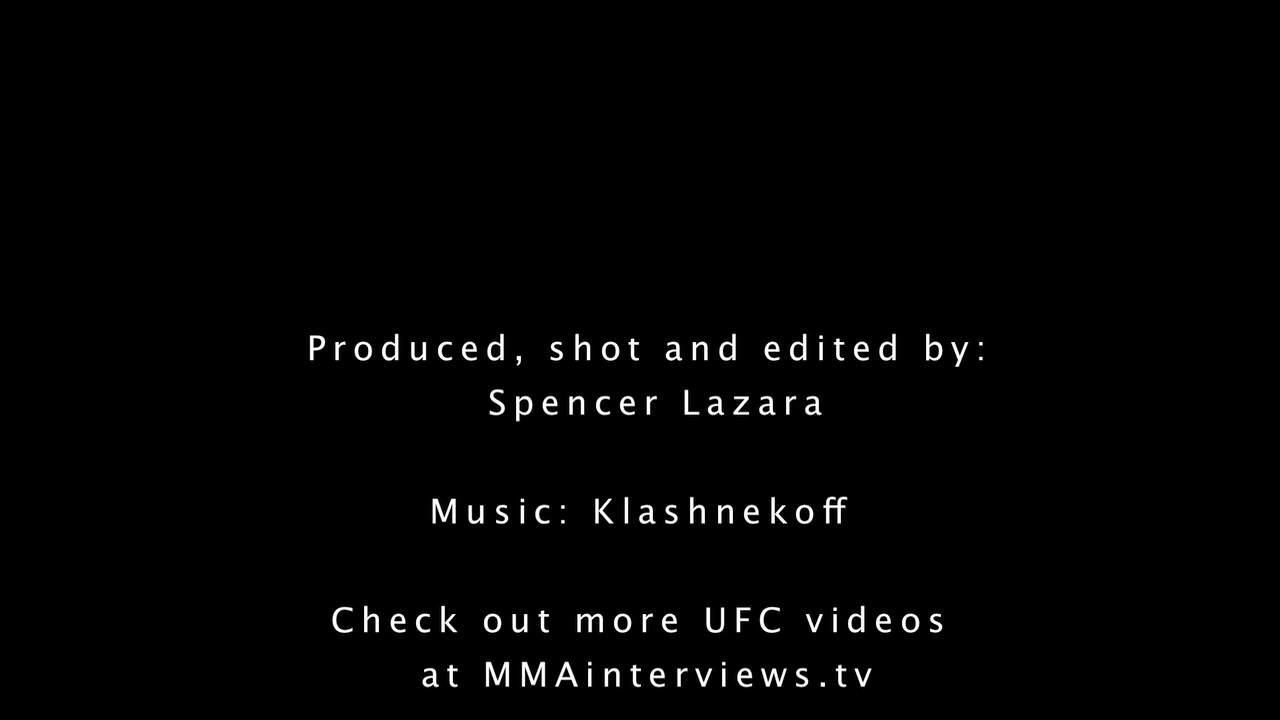 Produced, shot and edited by:
Spencer Lazara
Music: Klashnekoff
Check out more UFC videos
at MMAinterviews.tv